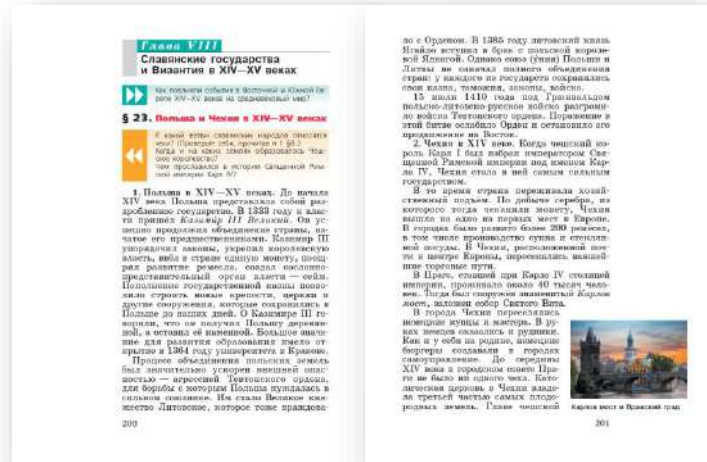 Глава VIII
Славянские государства
и Византия в XIV—XV веках
Как повлияли события в Восточной и Южной Ев-
ропе XIV—XV веков на средневековый мир?
§ 23. Польша и Чехия в XIV—XV веках
К какой ветви славянских народов относятся
чехи? (Проверьте себя, прочитав п. 1 § 8.)
Когда и на каких землях образовалось Чеш-
ское королевство?
Чем прославился в истории Священной Рим-
ской империи Карл IV?
1. Польша в XIV—XV веках. До начала
XIV века Польша представляла собой раз-
дробленное государство. В 1333 году к влас-
ти пришёл Казимир III Великий. Он ус-
пешно продолжил объединение страны, на-
чатое его предшественниками. Казимир III
упорядочил законы, укрепил королевскую
власть, ввёл в стране единую монету, поощ-
рял развитие ремесла, создал сословно-
представительный орган власти — сейм.
Пополнение государственной казны позво-
лило строить новые крепости, церкви и
другие сооружения, которые сохранились в
Польше до наших дней. О Казимире III го-
ворили, что он получил Польшу деревян-
ной, а оставил её каменной. Большое значе-
ние для развития образования имело от-
крытие в 1364 году университета в Кракове.
Процесс объединения польских земель
был значительно ускорен внешней опас-
ностью — агрессией Тевтонского ордена,
для борьбы с которым Польша нуждалась в
сильном союзнике. Им стало Великое кня-
жество Литовское, которое тоже враждова-
200
ло с Орденом. В 1385 году литовский князь
Ягайло вступил в брак с польской короле-
вой Ядвигой. Однако союз (уния) Польши и
Литвы не означал полного объединения
стран: у каждого из государств сохранились
своя казна, таможня, законы, войско.
15 июля 1410 года под Грюнвальдом
польско-литовско-русское войско разгроми-
ло войска Тевтонского ордена. Поражение в
этой битве ослабило Орден и остановило его
продвижение на Восток.
2. Чехия в XIV веке. Когда чешский ко-
роль Карл I был избран императором Свя-
щенной Римской империи под именем Кар-
ла IV, Чехия стала в ней самым сильным
государством.
В то время страна переживала хозяй-
ственный подъём. По добыче серебра, из
которого тогда чеканили монету, Чехия
вышла на одно из первых мест в Европе.
В городах было развито более 200 ремёсел,
в том числе производство сукна и стеклян-
ной посуды. В Чехии, расположенной поч-
ти в центре Европы, пересекались важней-
шие торговые пути.
В Праге, ставшей при Карле IV столицей
империи, проживало около 40 тысяч чело-
век. Тогда был сооружён знаменитый Карлов
мост, заложен собор Святого Вита.
В города Чехии переселялись
немецкие купцы и мастера. В ру-
ках немцев оказались и рудники.
Как и у себя на родине, немецкие
бюргеры создавали в городах
самоуправление. До середины
XIV века в городском совете Пра-
ги не было ни одного чеха. Като-
лическая церковь в Чехии владе-
ла третьей частью самых плодо-
родных земель. Главе чешской
Карлов мост и Пражский град
201